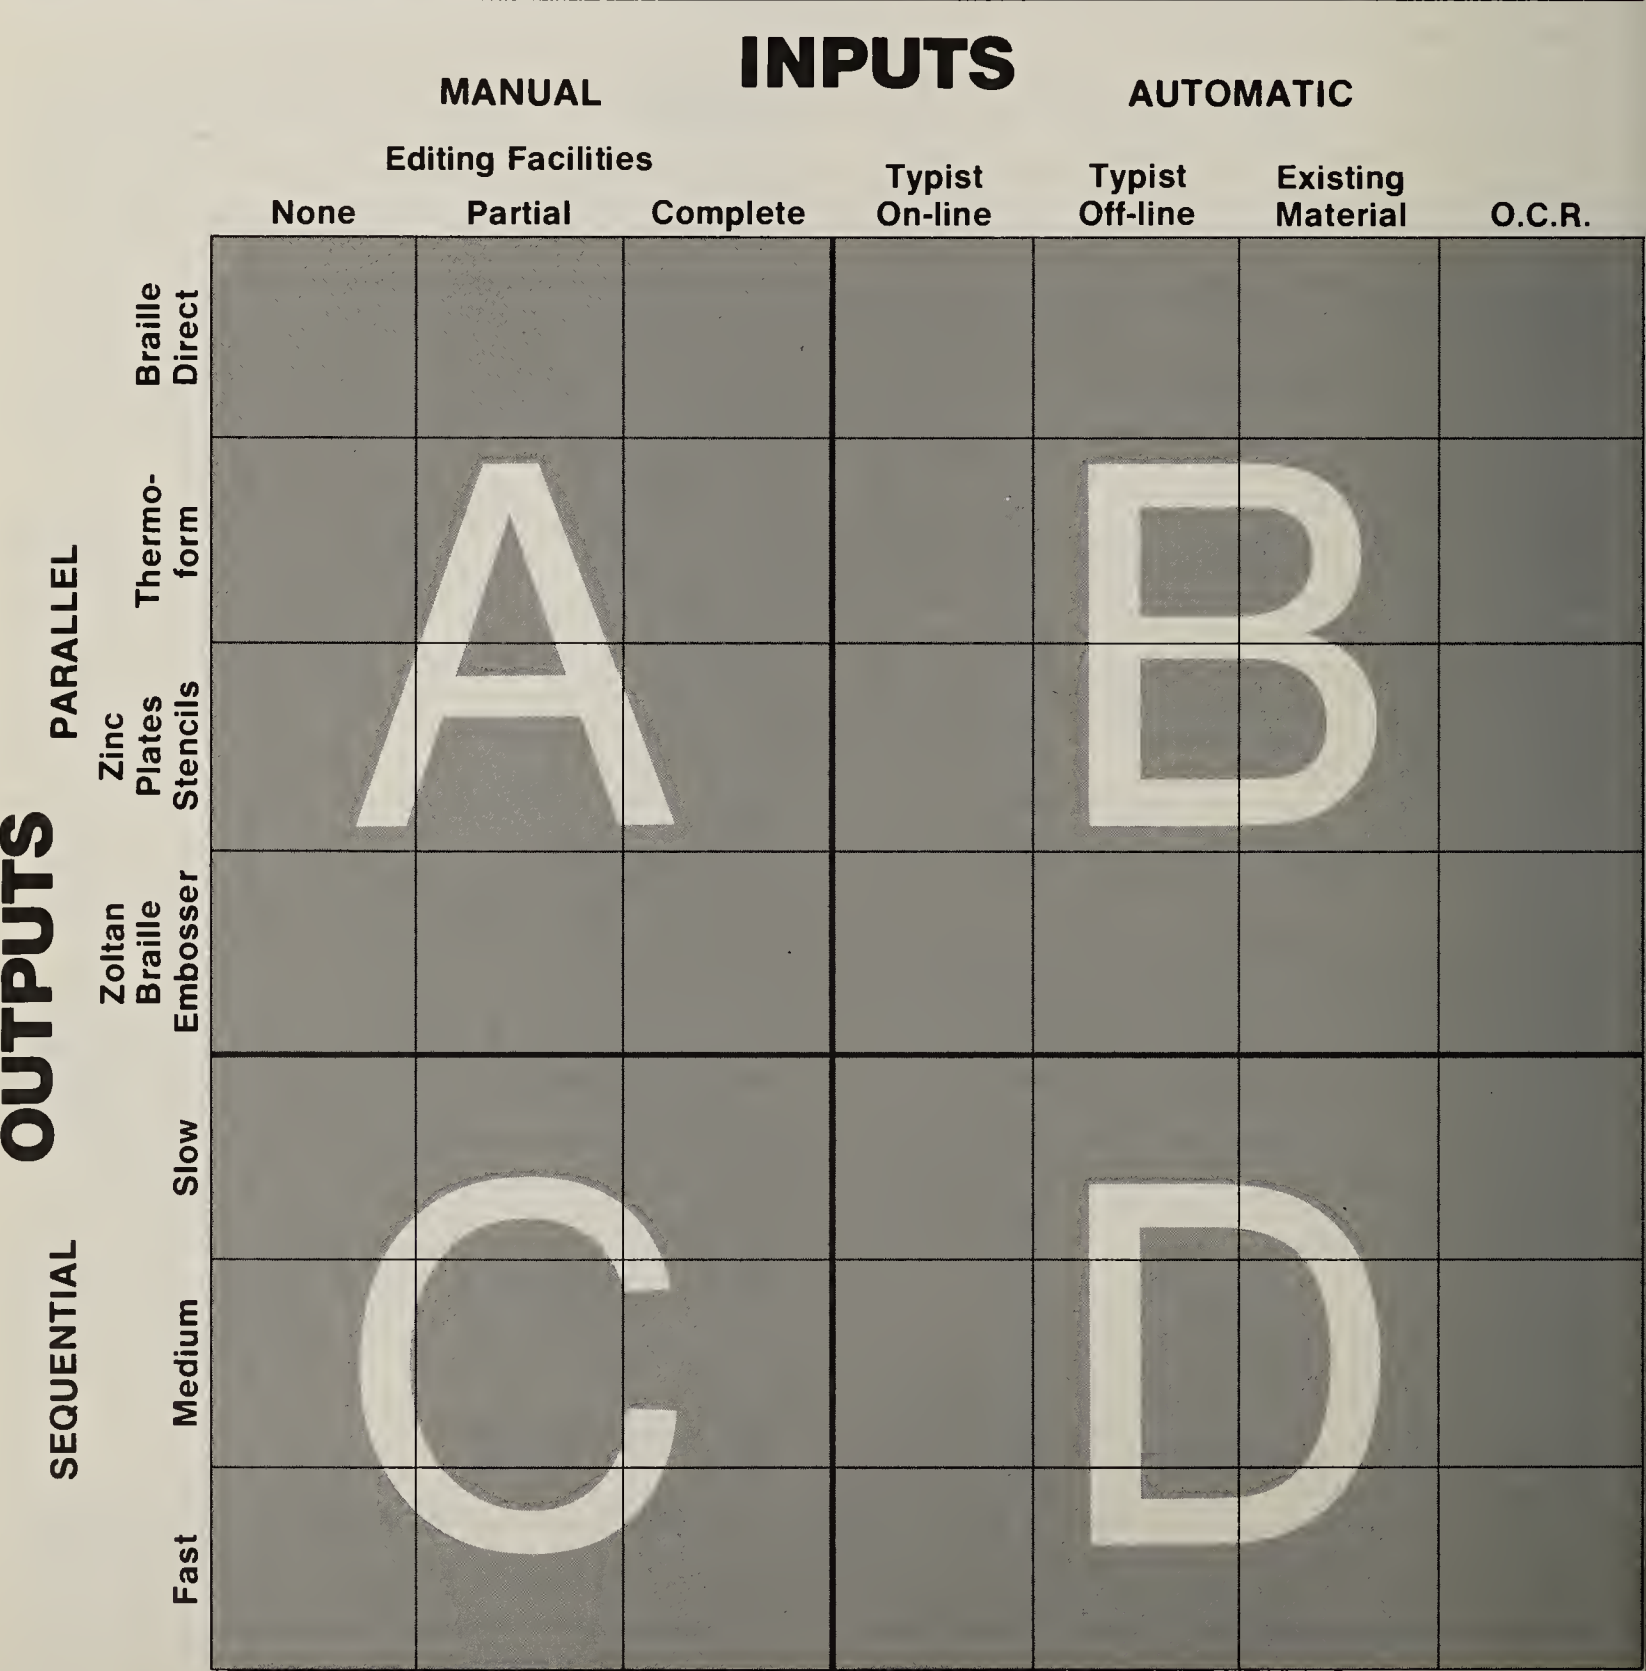 INPUTS
MANUAL
AUTOMATIC
Editing Facilities
None
Partial
Complete
Typist
On-line
Typist
Off-line
Existing
Material
O.C.R.
OUTPUTS
PARALLEL
Braille
Direct
Thermo-
form
Zinc
Plates
Stencils
Zoltan
Braille
Embosser
SEQUENTIAL
Slow
Medium
Fast
A
B
C
D